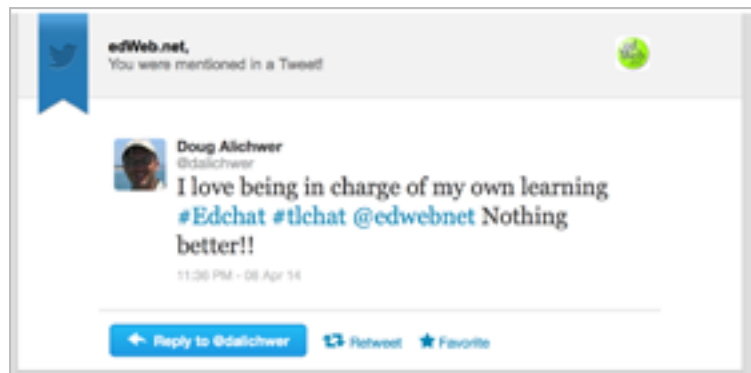 edWeb.net,
You were mentioned in a Tweet!
Doug Alichwer
@dalichwer
I love being in charge of my own learning
#Edchat #tlchat @edwebnet Nothing
better!!
11:36 PM - 08 Apr 14
Reply to @dalichwer Retweet Favorite